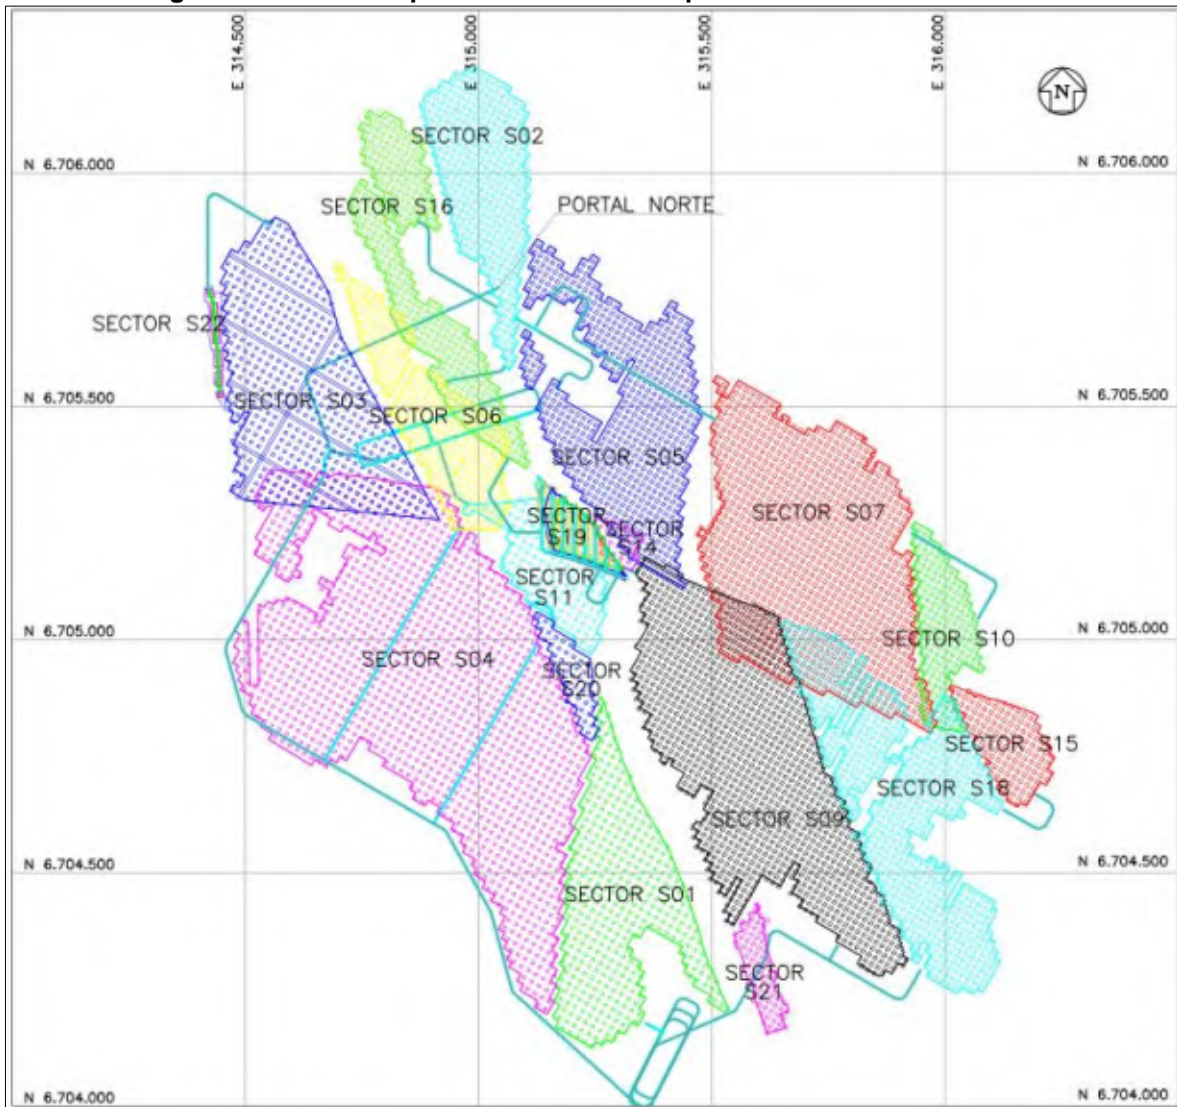 E 314.500
E 315.000
E 315.500
E 316.000
N
SECTOR S02
N 6.706.000
N 6.706.000
SECTOR S16
PORTAL NORTE
SECTOR S22
SECTOR S03
N 6.705.500
N 6.705.500
SECTOR S06
SECTOR S05
SECTOR S07
SECTOR
S19
SECTOR
S14
SECTOR
S11
N 6.705.000
N 6.705.000
SECTOR S10
SECTOR S04
SECTOR
S20
SECTOR S15
SECTOR S18
SECTOR S09
N 6.704.500
N 6.704.500
SECTOR S01
SECTOR
S21
N 6.704.000
N 6.704.000